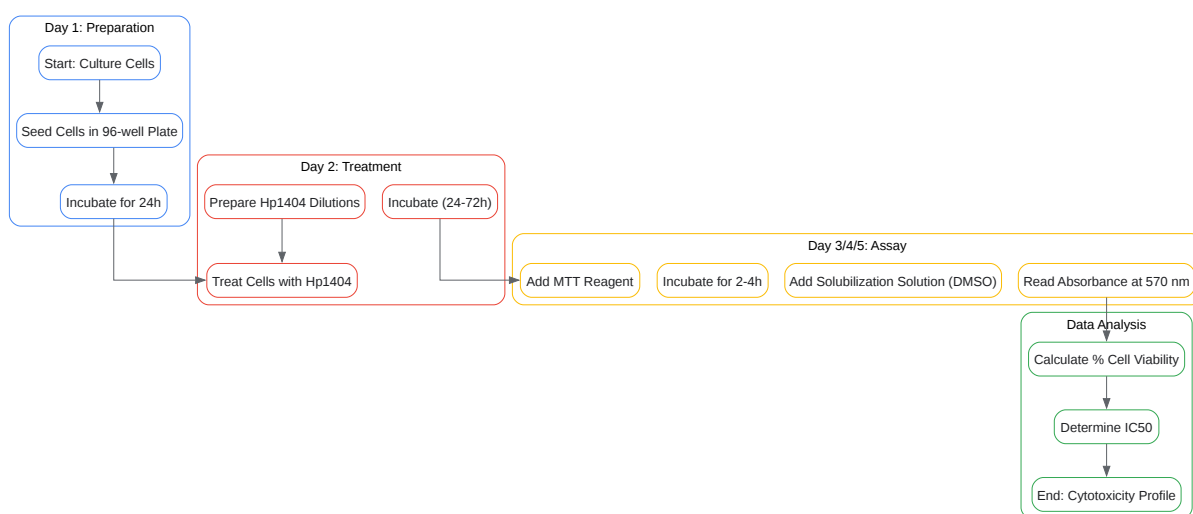 Day 1: Preparation
Start: Culture Cells
Seed Cells in 96-well Plate
Incubate for 24h
Day 2: Treatment
Prepare Hp1404 Dilutions
Incubate (24-72h)
Treat Cells with Hp1404
Day 3/4/5: Assay
Add MTT Reagent
Incubate for 2-4h
Add Solubilization Solution (DMSO)
Read Absorbance at 570 nm
Data Analysis
Calculate % Cell Viability
Determine IC50
End: Cytotoxicity Profile